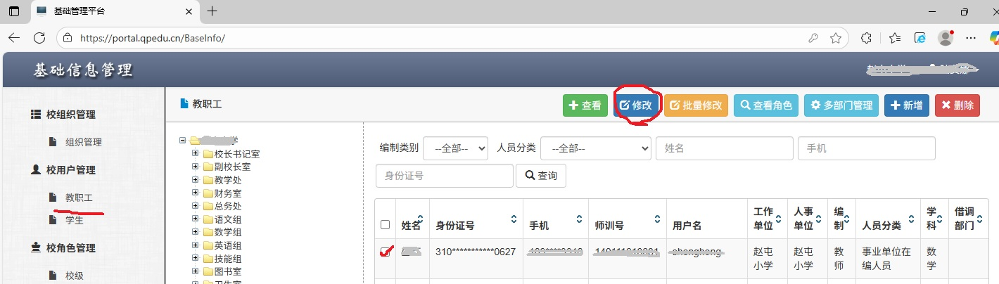 基础管理平台
https://portal.qpedu.cn/BaseInfo/
基础信息管理
校组织管理
组织管理
校用户管理
教职工
学生
校角色管理
校级
教职工
查看 修改 批量修改 查看角色 多部门管理 新增 删除
校长书记室
副校长室
教学处
财务室
总务处
语文组
数学组
英语组
技能组
图书室
编制类别 --全部-- 人员分类 --全部-- 姓名 手机
身份证号 查询
姓名 身份证号 手机 师训号 用户名 工作单位 人事单位 编制 人员分类 学科 借调部门
310***********0627 赵屯小学 赵屯小学 教师 事业单位在编人员 数学